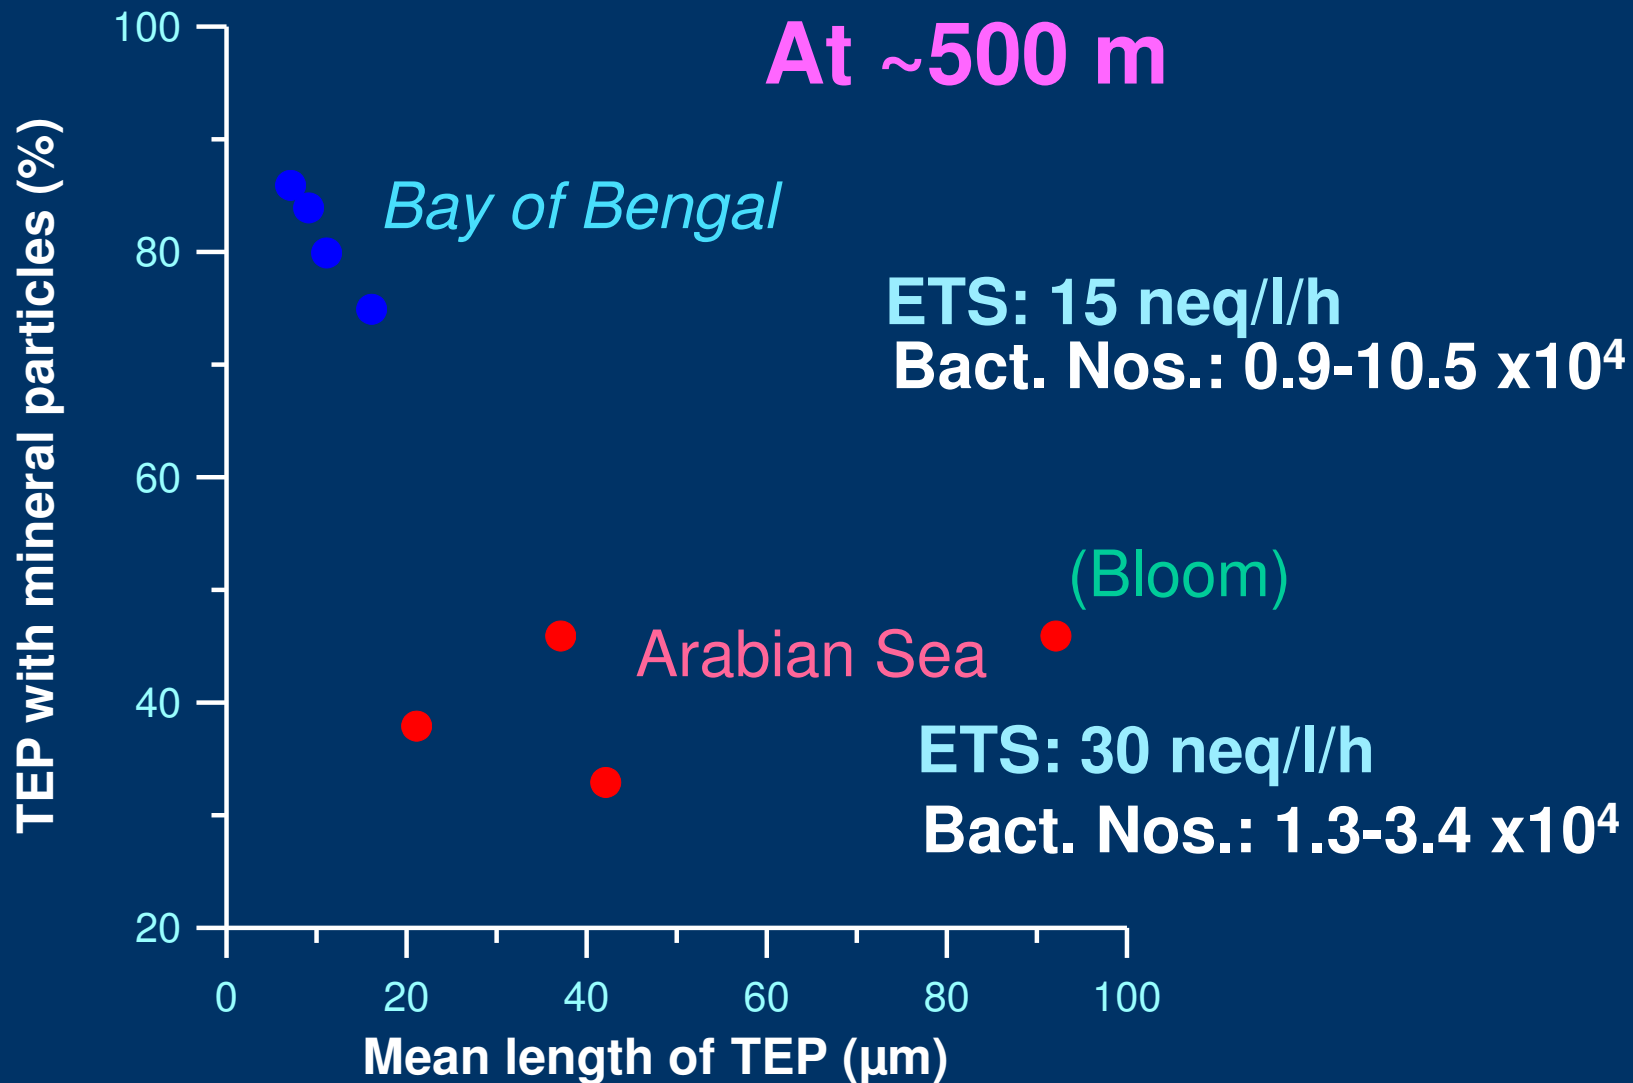 At ~500 m
TEP with mineral particles (%)
100
80
60
40
20
Bay of Bengal
ETS: 15 neq/l/h
Bact. Nos.: 0.9-10.5 x10⁴
(Bloom)
Arabian Sea
ETS: 30 neq/l/h
Bact. Nos.: 1.3-3.4 x10⁴
0 20 40 60 80 100
Mean length of TEP (µm)